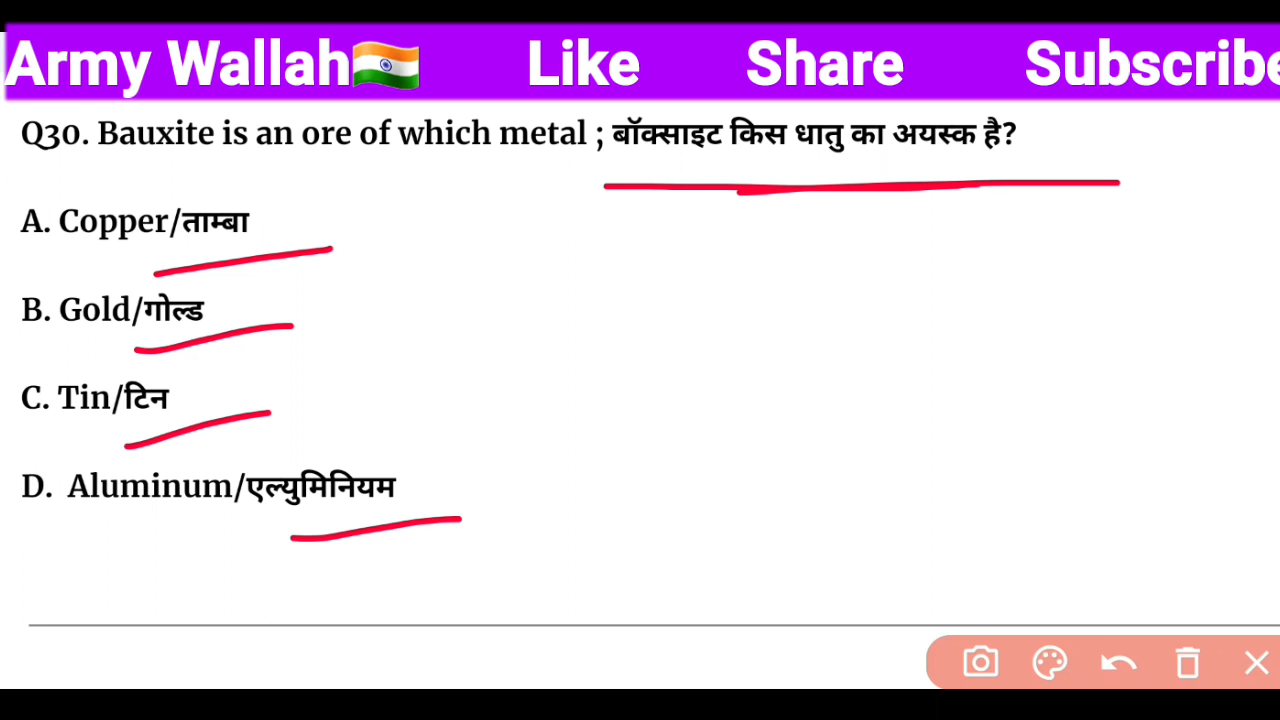 Army Wallah🇮🇳 Like Share Subscribe
Q30. Bauxite is an ore of which metal ; बॉक्साइट किस धातु का अयस्क है?
A. Copper/ताम्बा
B. Gold/गोल्ड
C. Tin/टिन
D. Aluminum/एल्युमिनियम